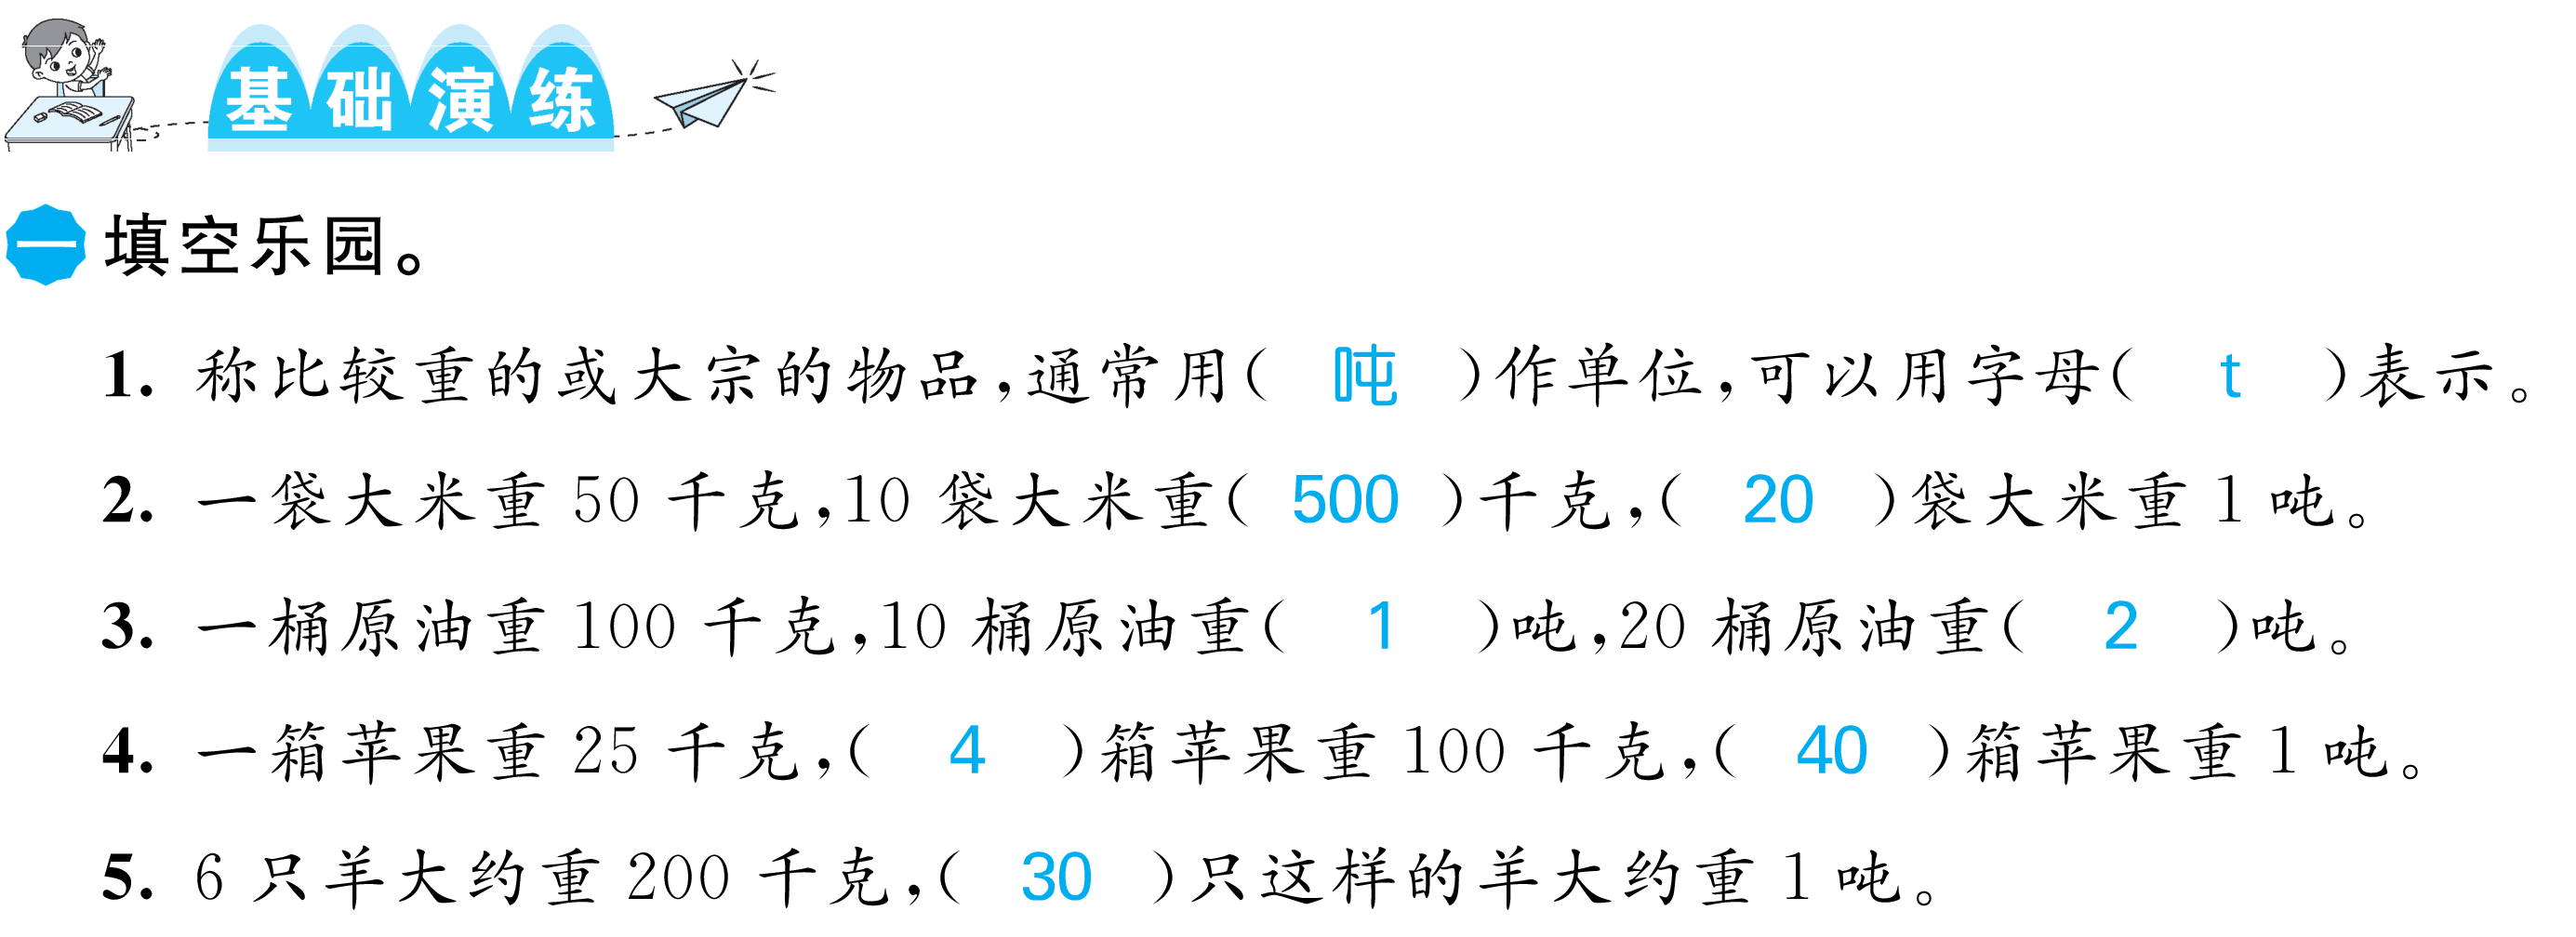 基础演练
一 填空乐园。
1. 称比较重的或大宗的物品,通常用( 吨 )作单位,可以用字母( t )表示。
2. 一袋大米重 50 千克,10 袋大米重( 500 )千克,( 20 )袋大米重 1 吨。
3. 一桶原油重 100 千克,10 桶原油重( 1 )吨,20 桶原油重( 2 )吨。
4. 一箱苹果重 25 千克,( 4 )箱苹果重 100 千克,( 40 )箱苹果重 1 吨。
5. 6 只羊大约重 200 千克,( 30 )只这样的羊大约重 1 吨。